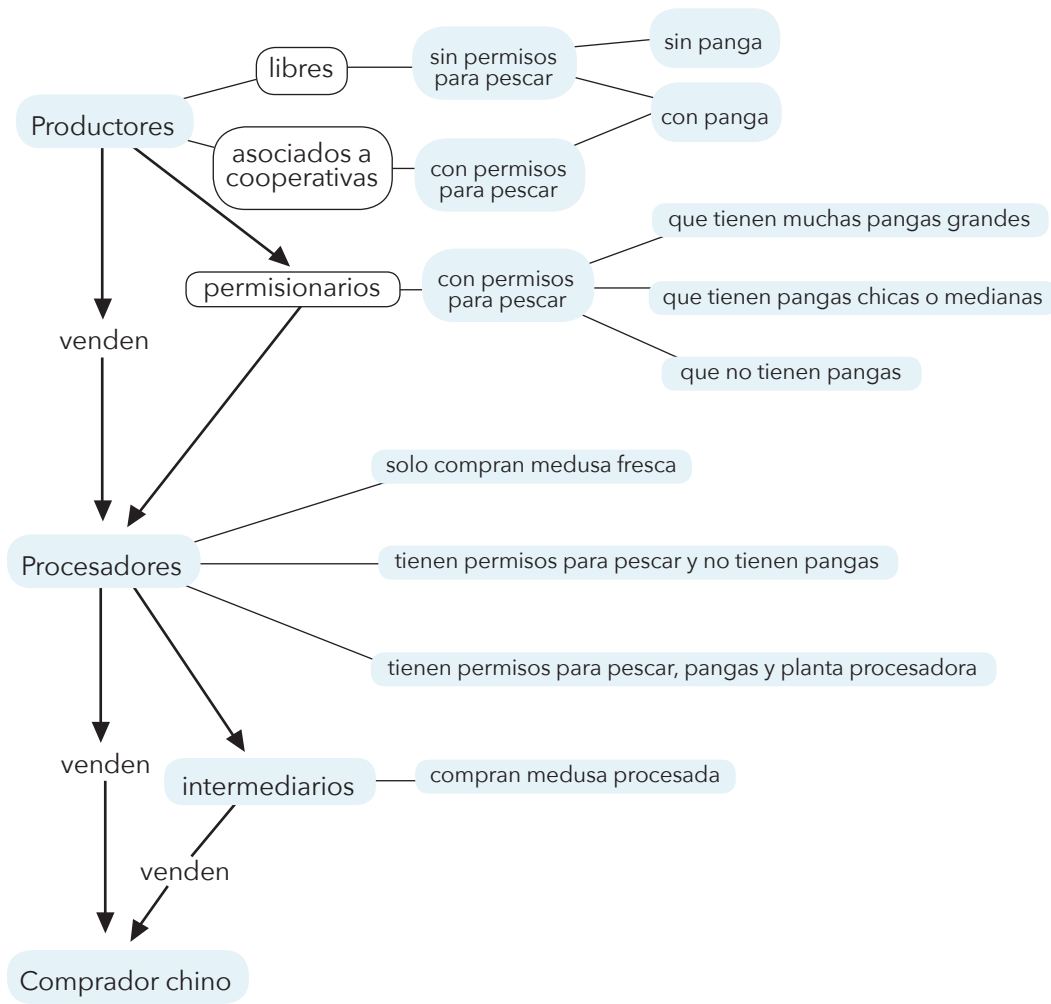 sin panga
libres
sin permisos
para pescar
Productores
con panga
asociados a
cooperativas
con permisos
para pescar
que tienen muchas pangas grandes
permisionarios
con permisos
para pescar
que tienen pangas chicas o medianas
venden
que no tienen pangas
solo compran medusa fresca
Procesadores
tienen permisos para pescar y no tienen pangas
tienen permisos para pescar, pangas y planta procesadora
venden
intermediarios
compran medusa procesada
venden
Comprador chino